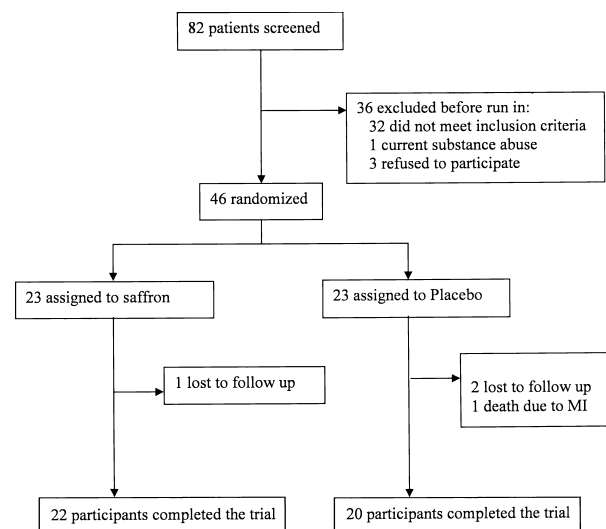 82 patients screened
36 excluded before run in:
32 did not meet inclusion criteria
1 current substance abuse
3 refused to participate
46 randomized
23 assigned to saffron
23 assigned to Placebo
1 lost to follow up
2 lost to follow up
1 death due to MI
22 participants completed the trial
20 participants completed the trial